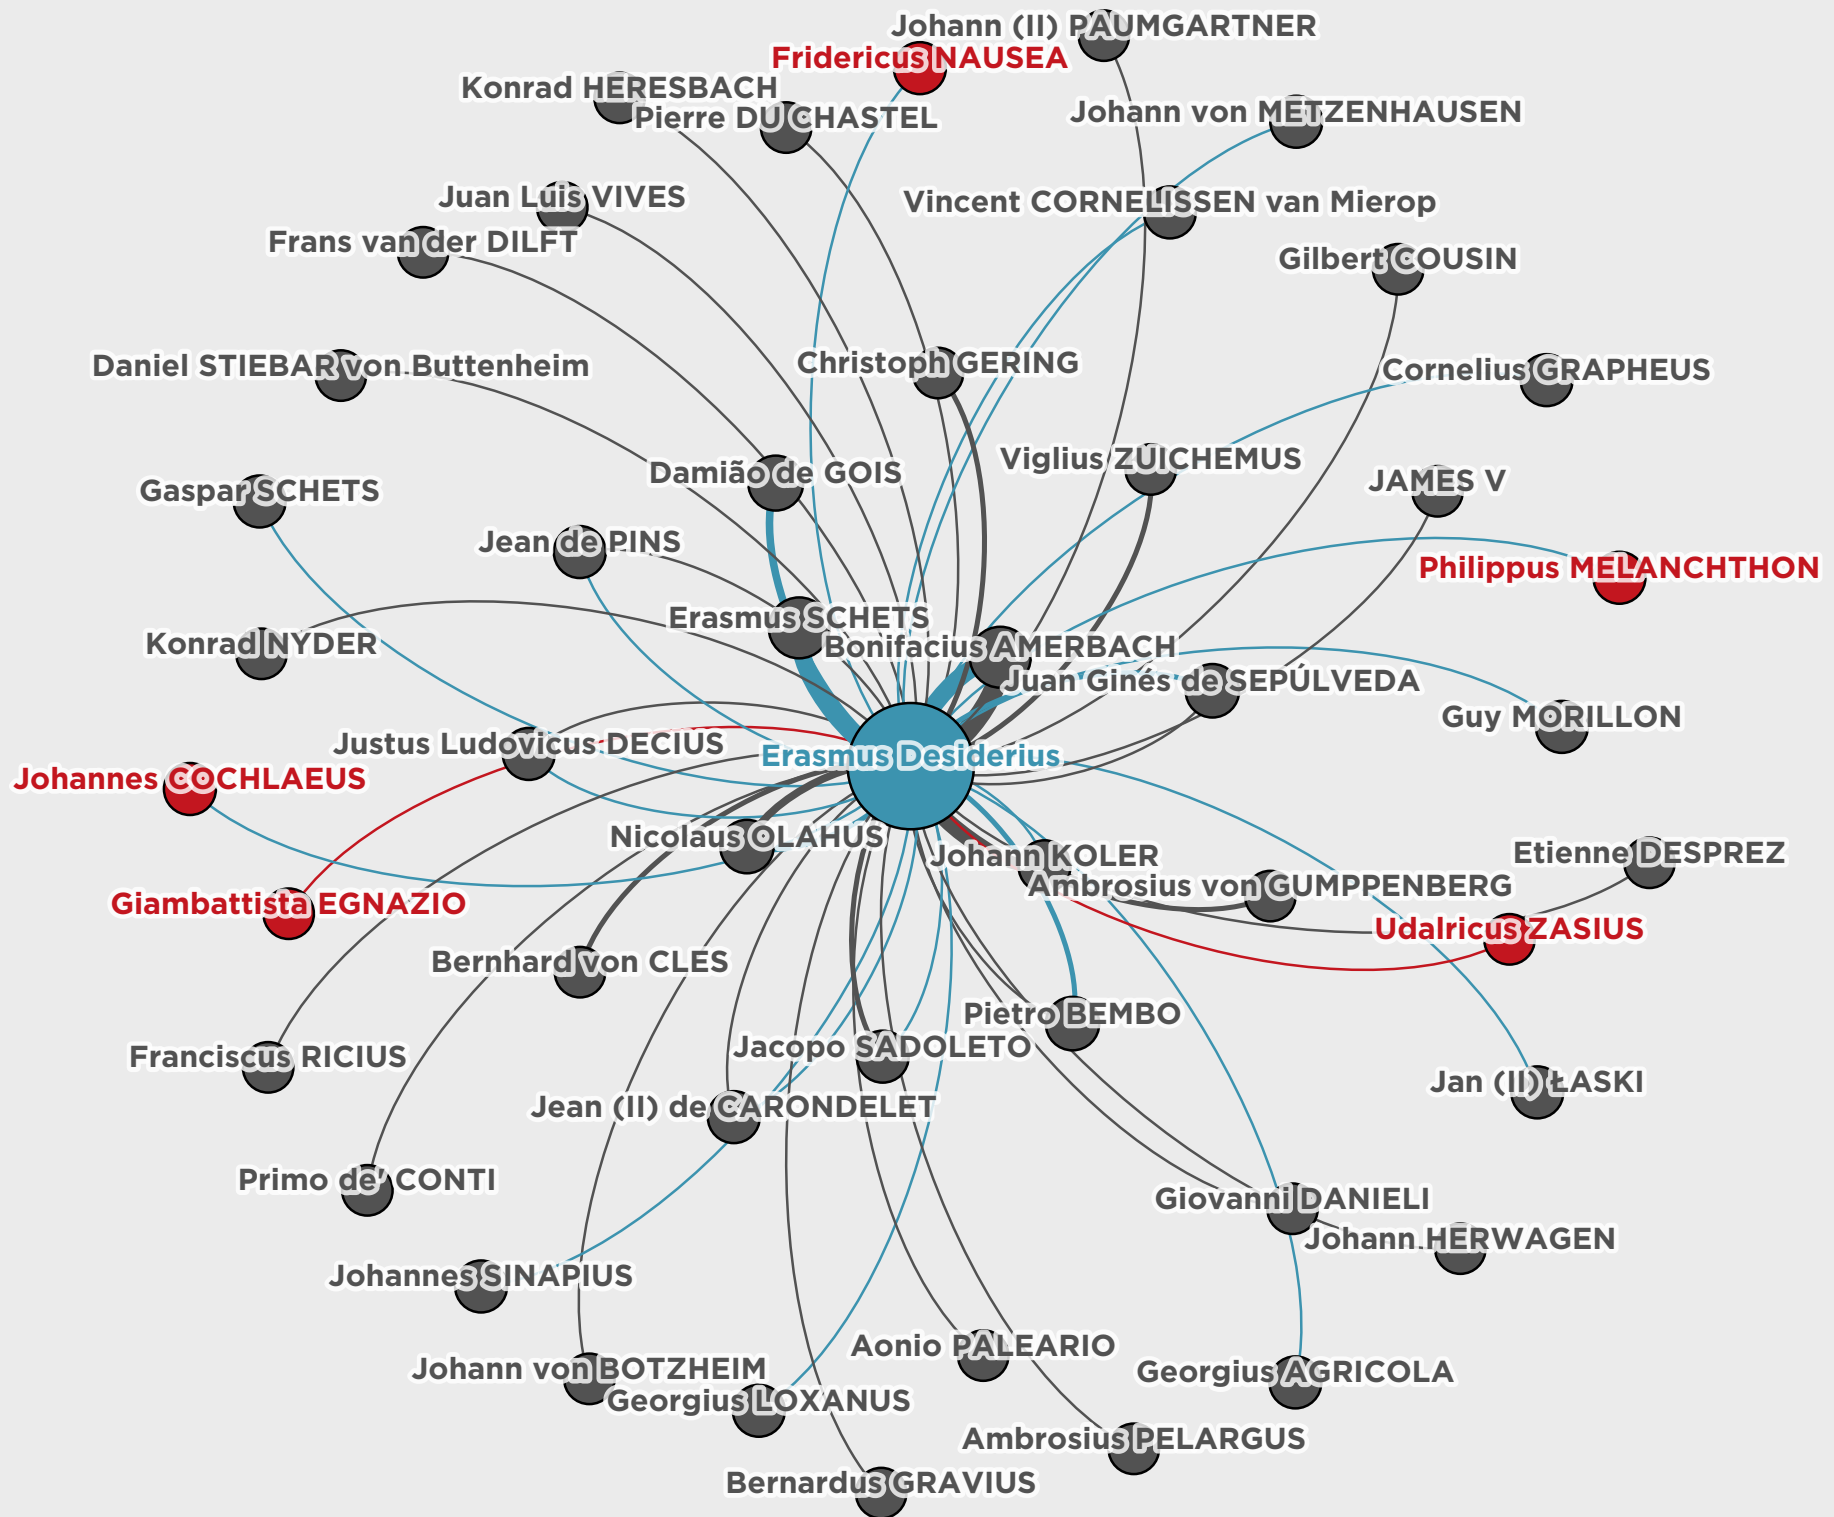 Johann (II) PAUMGARTNER
Fridericus NAUSEA
Konrad HERESBACH
Pierre DU CHASTEL
Johann von METZENHAUSEN
Juan Luis VIVES
Vincent CORNELISSEN van Mierop
Frans van der DILFT
Gilbert COUSIN
Daniel STIEBAR von Buttenheim
Christoph GERING
Cornelius GRAPHEUS
Viglius ZUICHEMUS
Damião de GOIS
JAMES V
Gaspar SCHETS
Jean de PINS
Philippus MELANCHTHON
Erasmus SCHETS
Konrad NYDER
Bonifacius AMERBACH
Juan Ginés de SEPÚLVEDA
Guy MORILLON
Justus Ludovicus DECIUS
Erasmus Desiderius
Johannes COCHLAEUS
Nicolaus OLAHUS
Johann KOLER
Etienne DESPREZ
Ambrosius von GUMPPENBERG
Giambattista EGNAZIO
Udalricus ZASIUS
Bernhard von CLES
Pietro BEMBO
Jacopo SADOLETO
Franciscus RICIUS
Jan (II) ŁASKI
Jean (II) de CARONDELET
Primo de' CONTI
Giovanni DANIELI
Johann HERWAGEN
Johannes SINAPIUS
Aonio PALEARIO
Johann von BOTZHEIM
Georgius AGRICOLA
Georgius LOXANUS
Ambrosius PELARGUS
Bernardus GRAVIUS